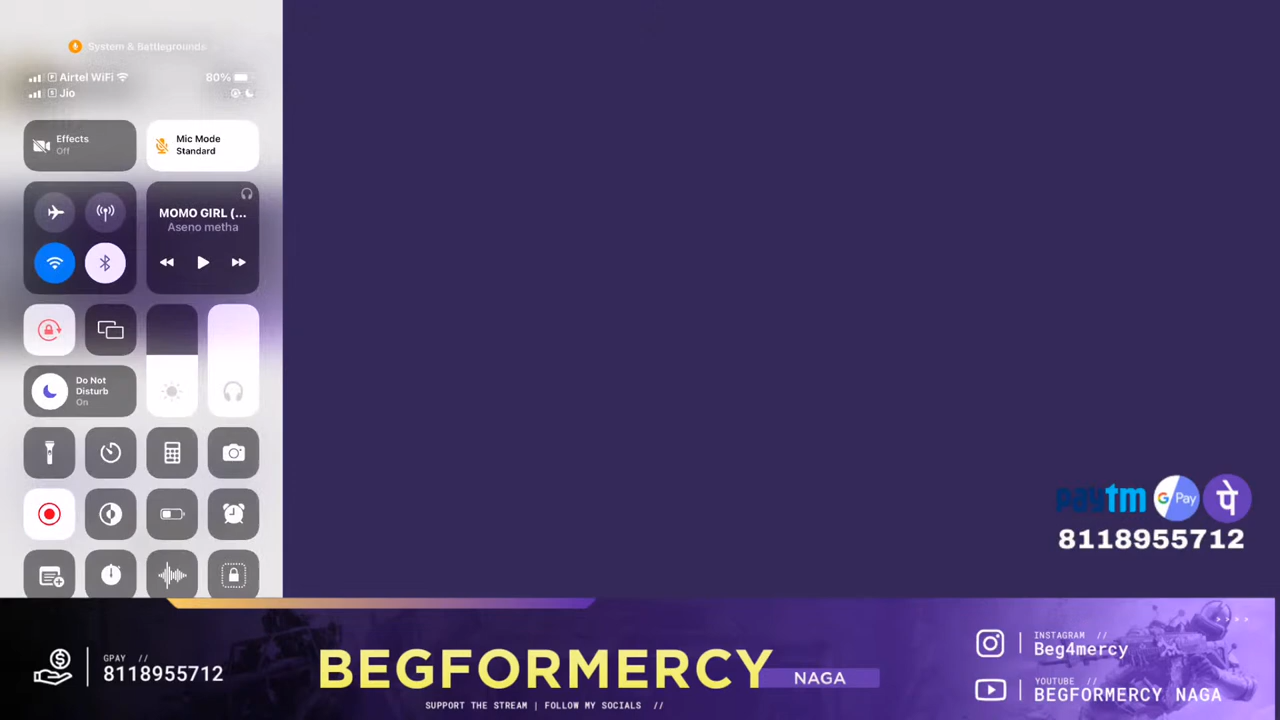 System & Battlegrounds
Airtel WiFi
80%
Jio
Effects
Off
Mic Mode
Standard
MOMO GIRL (...
Aseno metha
Do Not
Disturb
On
paytm G Pay पे
8118955712
GPAY //
8118955712
BEGFORMERCY
NAGA
SUPPORT THE STREAM | FOLLOW MY SOCIALS //
> > > >
INSTAGRAM //
Beg4mercy
YOUTUBE //
BEGFORMERCY NAGA